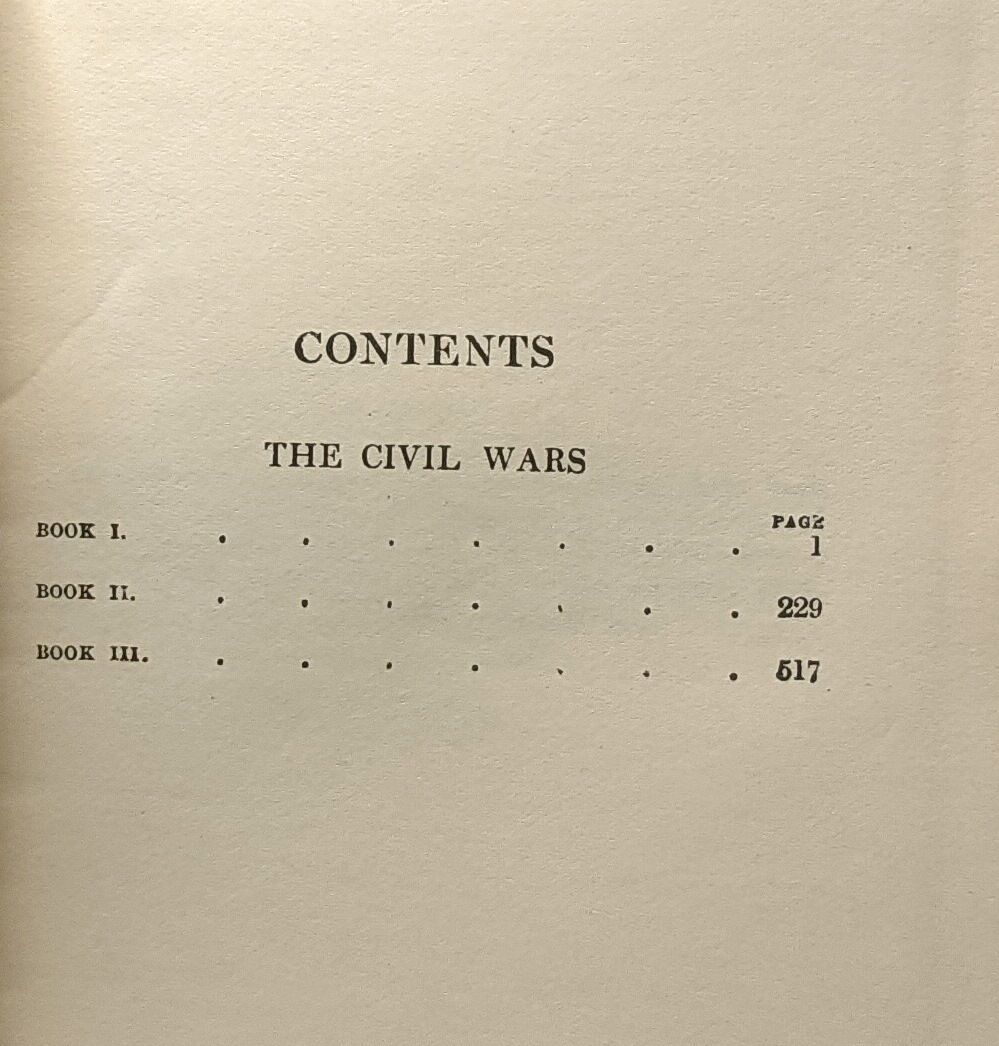 CONTENTS
THE CIVIL WARS
PAGE
BOOK I. . . . . . . . 1
BOOK II. . . . . . . . 229
BOOK III. . . . . . . . 517